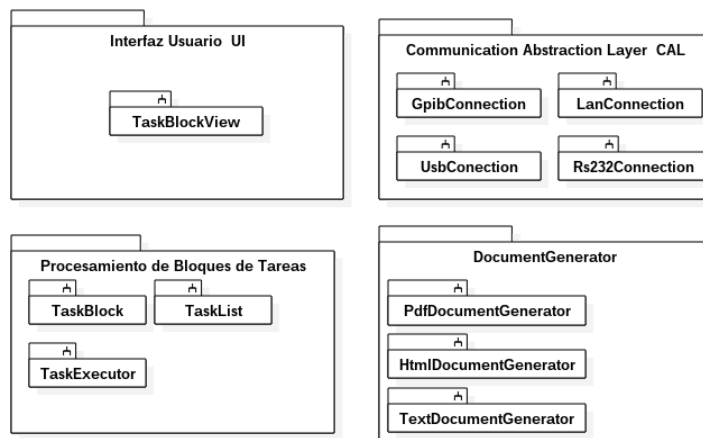 Interfaz Usuario UI
TaskBlockView
Communication Abstraction Layer CAL
GpibConnection
LanConnection
UsbConection
Rs232Connection
Procesamiento de Bloques de Tareas
TaskBlock
TaskList
TaskExecutor
DocumentGenerator
PdfDocumentGenerator
HtmlDocumentGenerator
TextDocumentGenerator